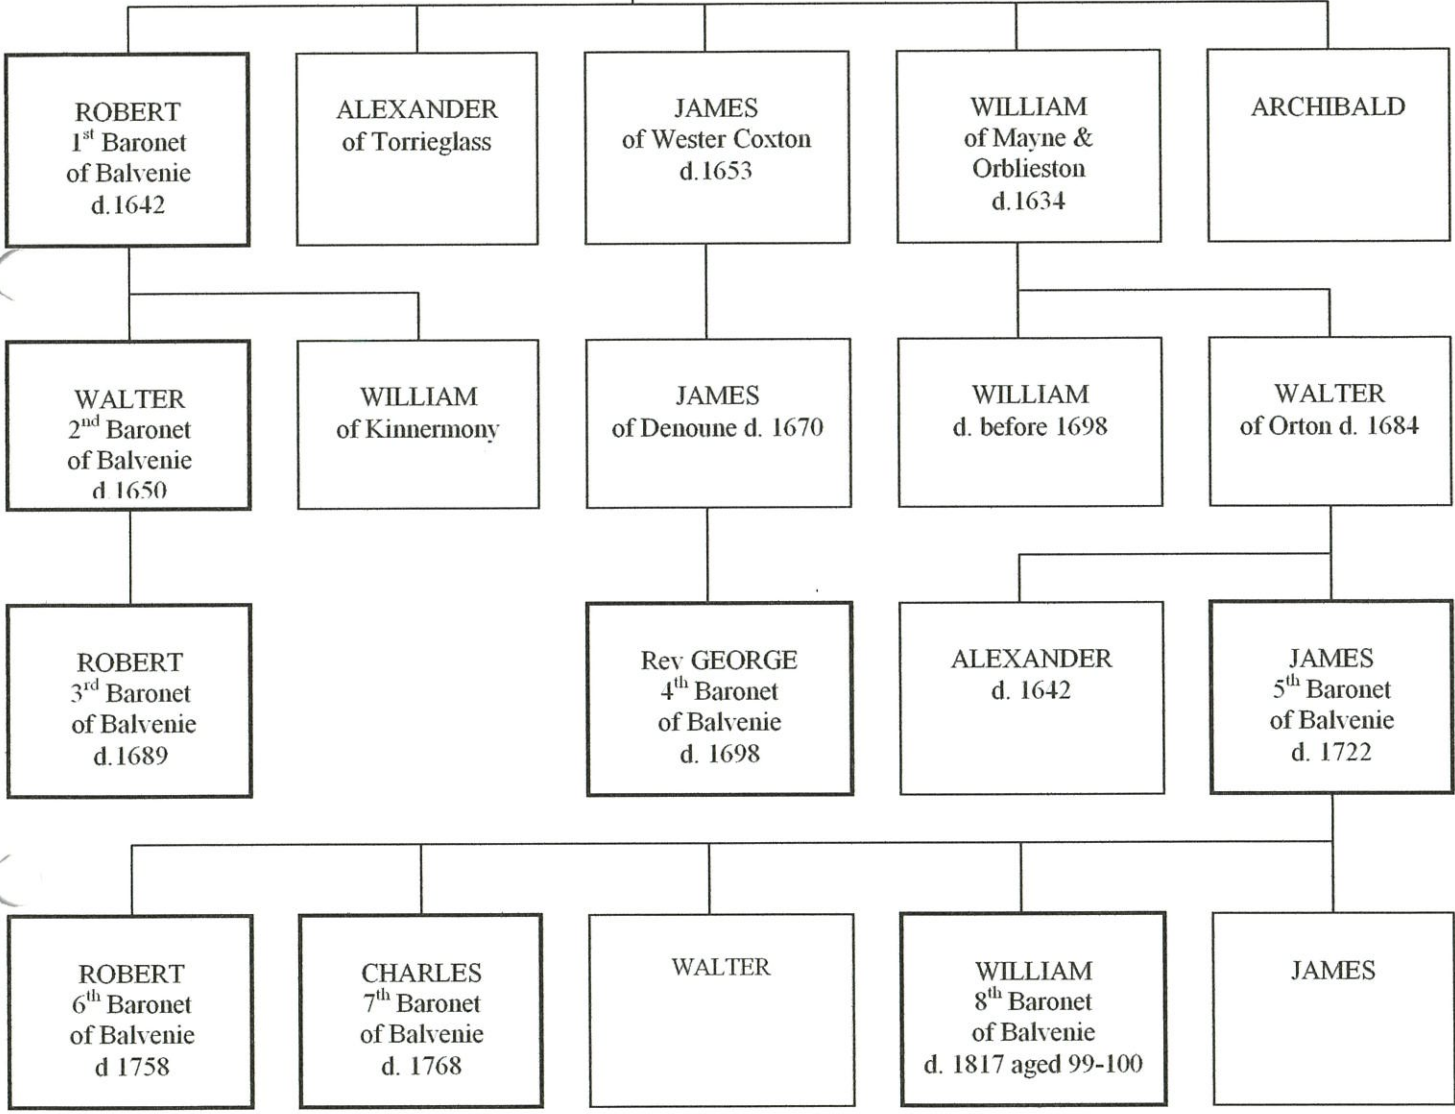 ROBERT
1st Baronet
of Balvenie
d.1642
ALEXANDER
of Torrieglass
JAMES
of Wester Coxton
d.1653
WILLIAM
of Mayne &
Orblieston
d.1634
ARCHIBALD
WALTER
2nd Baronet
of Balvenie
d 1650
WILLIAM
of Kinnermony
JAMES
of Denoune d. 1670
WILLIAM
d. before 1698
WALTER
of Orton d. 1684
ROBERT
3rd Baronet
of Balvenie
d.1689
Rev GEORGE
4th Baronet
of Balvenie
d. 1698
ALEXANDER
d. 1642
JAMES
5th Baronet
of Balvenie
d. 1722
ROBERT
6th Baronet
of Balvenie
d 1758
CHARLES
7th Baronet
of Balvenie
d. 1768
WALTER
WILLIAM
8th Baronet
of Balvenie
d. 1817 aged 99-100
JAMES